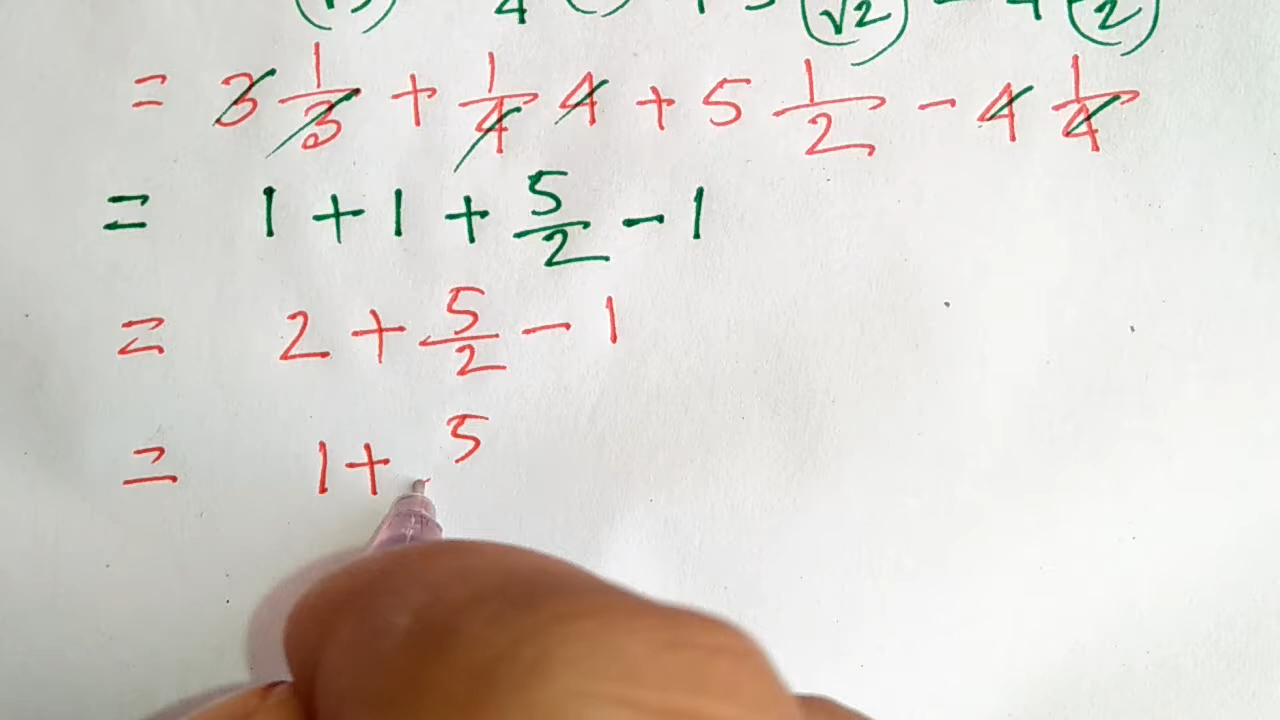 = 3 1/3 + 1/4 4 + 5 1/2 - 4 1/4
= 1 + 1 + 5/2 - 1
= 2 + 5/2 - 1
= 1 + 5